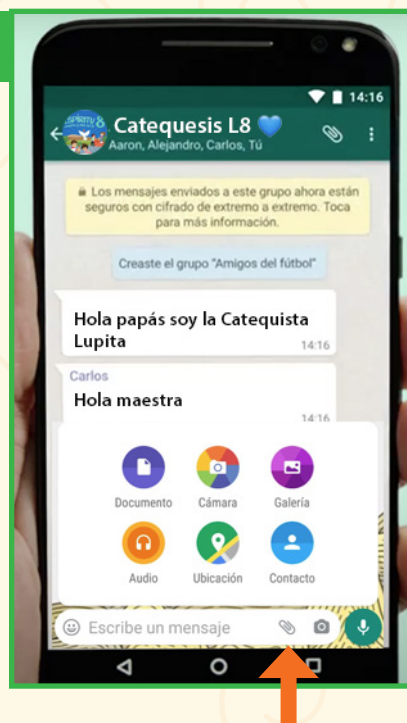 14:16
ESPÍRITU 8
Catequesis L8
Aaron, Alejandro, Carlos, Tú
Los mensajes enviados a este grupo ahora están
seguros con cifrado de extremo a extremo. Toca
para más información.
Creaste el grupo "Amigos del fútbol"
Hola papás soy la Catequista
Lupita
14:16
Carlos
Hola maestra
14:16
Documento
Cámara
Galería
Audio
Ubicación
Contacto
Escribe un mensaje